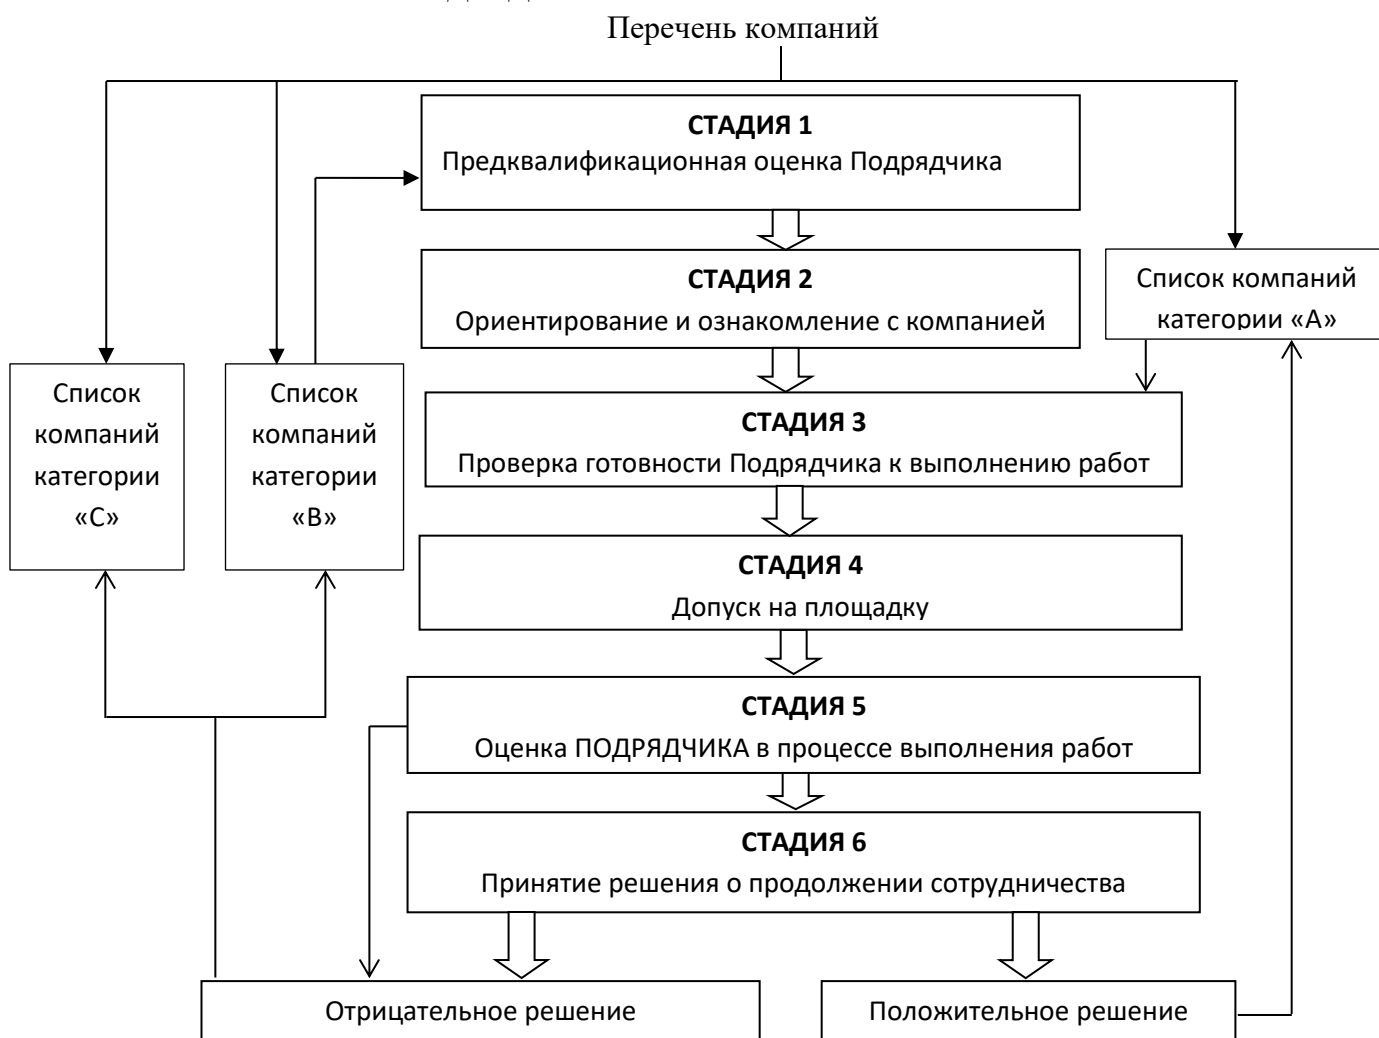 Перечень компаний
СТАДИЯ 1
Предквалификационная оценка Подрядчика
СТАДИЯ 2
Ориентирование и ознакомление с компанией
Список компаний
категории «А»
Список
компаний
категории
«С»
Список
компаний
категории
«В»
СТАДИЯ 3
Проверка готовности Подрядчика к выполнению работ
СТАДИЯ 4
Допуск на площадку
СТАДИЯ 5
Оценка ПОДРЯДЧИКА в процессе выполнения работ
СТАДИЯ 6
Принятие решения о продолжении сотрудничества
Отрицательное решение
Положительное решение